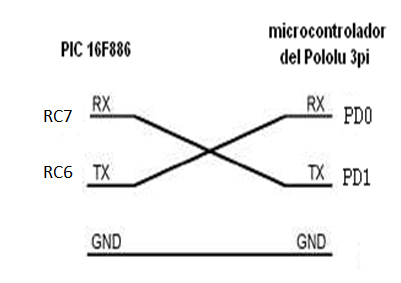 PIC 16F886
microcontrolador
del Pololu 3pi
RC7 RX RX PD0
RC6 TX TX PD1
GND GND